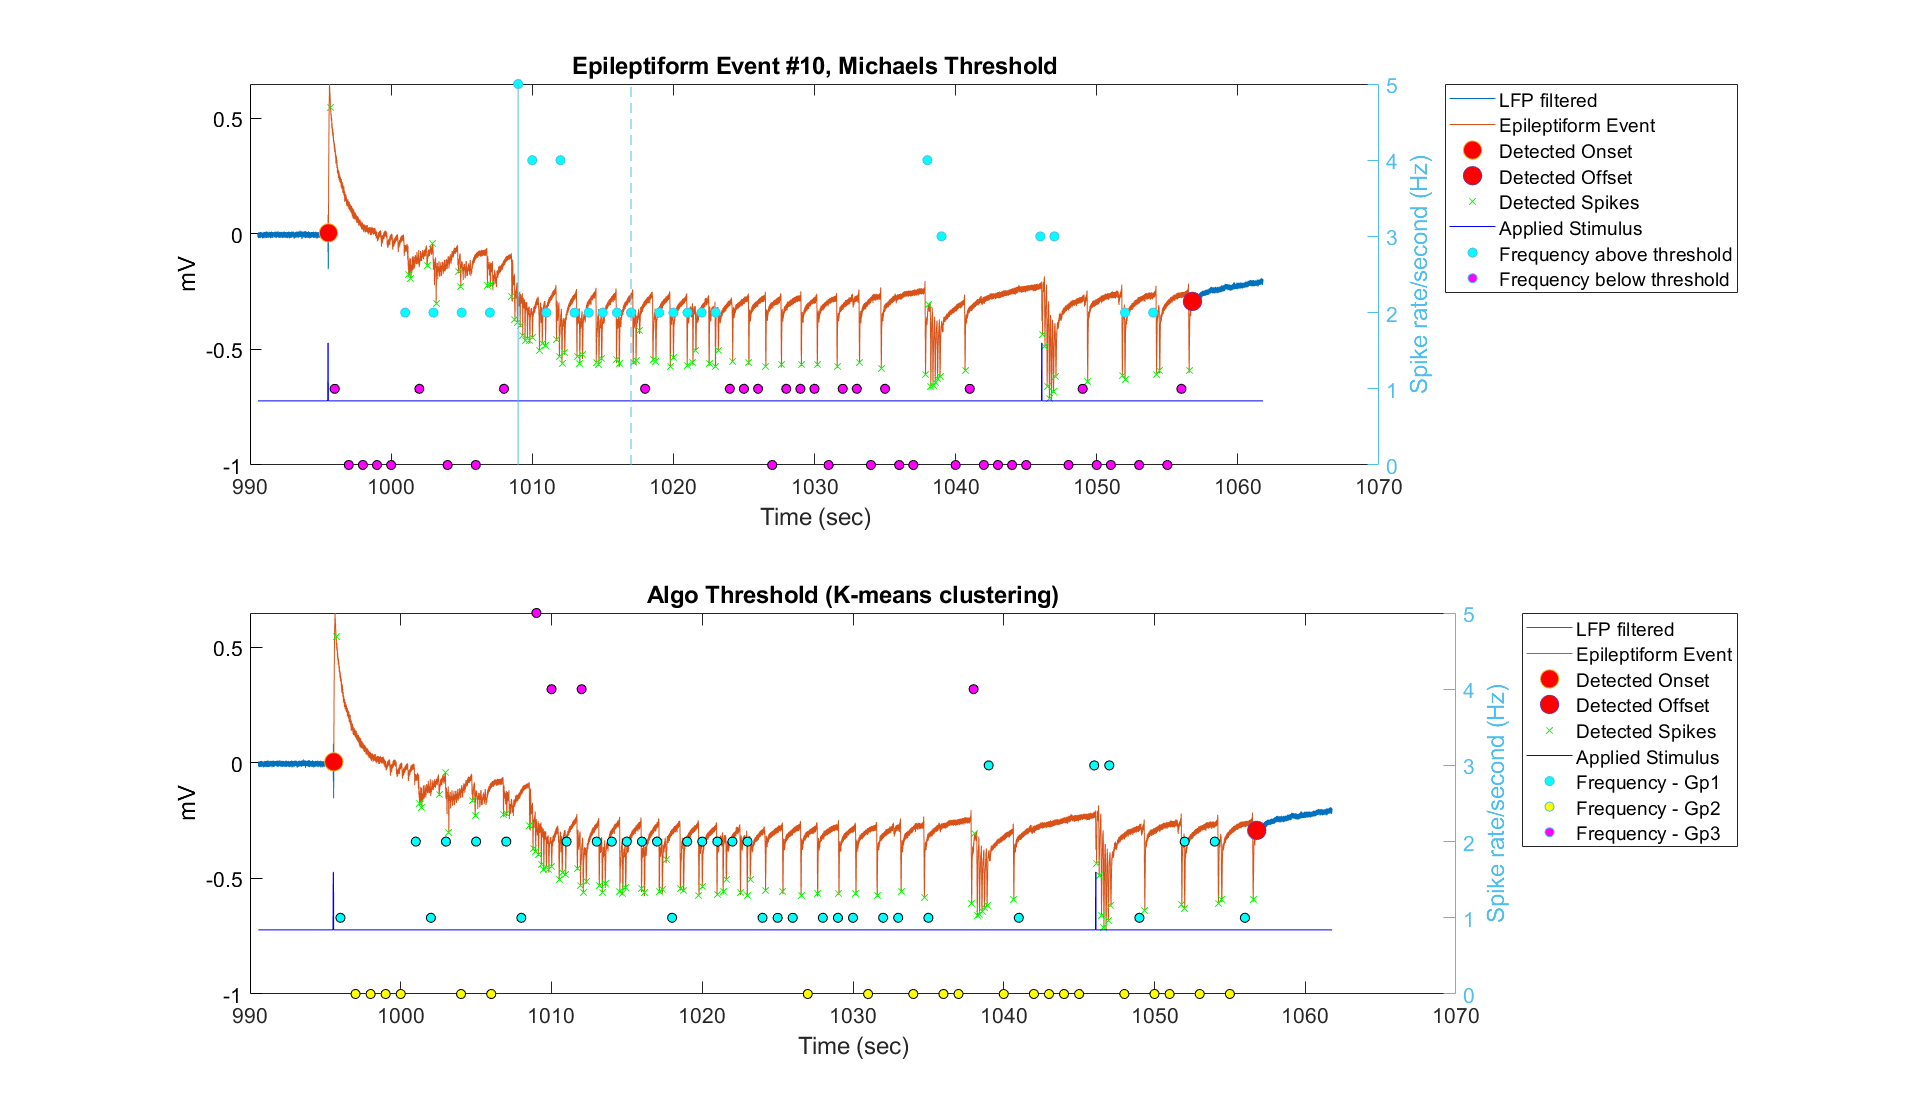 Epileptiform Event #10, Michaels Threshold
0.5
0
-0.5
-1
mV
990
1000
1010
1020
1030
1040
1050
1060
1070
Time (sec)
5
4
3
2
1
0
Spike rate/second (Hz)
LFP filtered
Epileptiform Event
Detected Onset
Detected Offset
Detected Spikes
Applied Stimulus
Frequency above threshold
Frequency below threshold
Algo Threshold (K-means clustering)
0.5
0
-0.5
-1
mV
990
1000
1010
1020
1030
1040
1050
1060
1070
Time (sec)
5
4
3
2
1
0
Spike rate/second (Hz)
LFP filtered
Epileptiform Event
Detected Onset
Detected Offset
Detected Spikes
Applied Stimulus
Frequency - Gp1
Frequency - Gp2
Frequency - Gp3